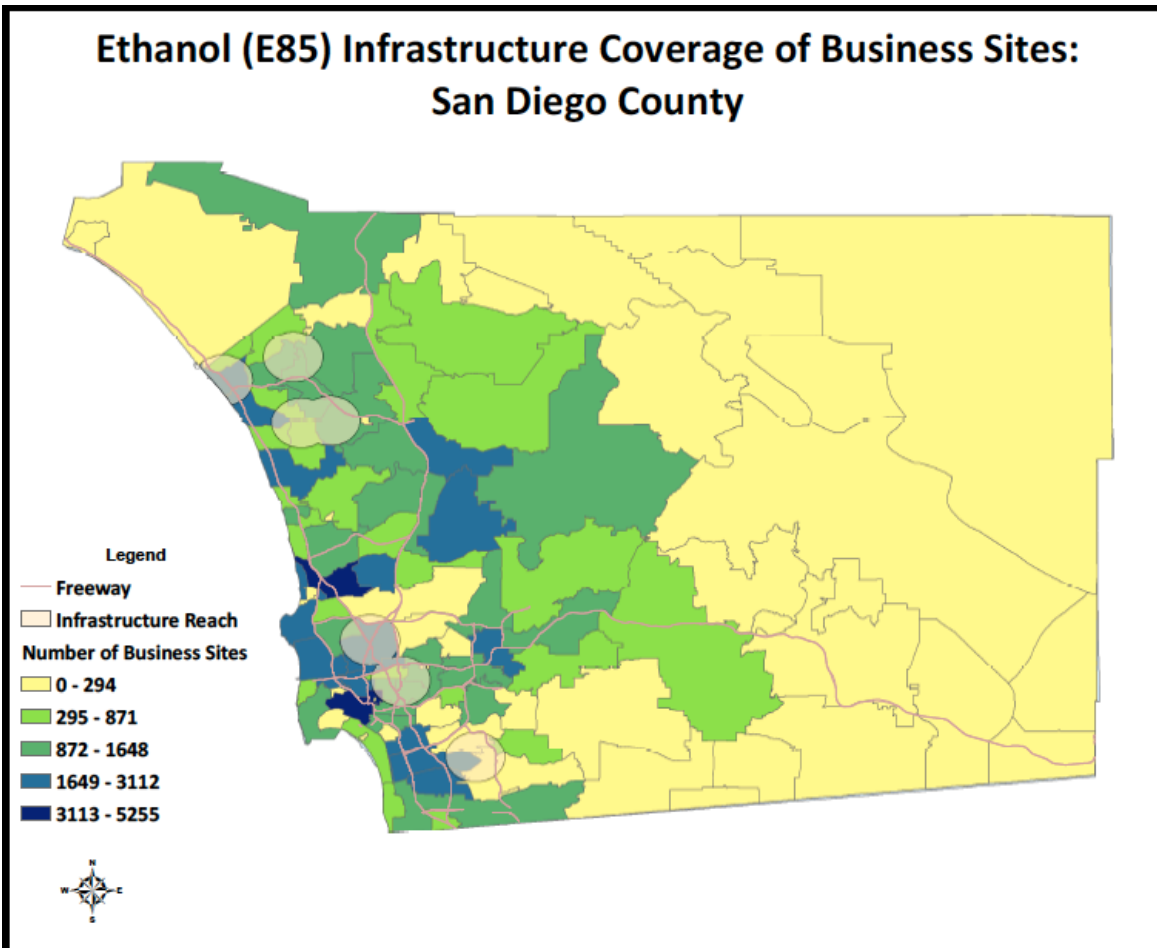 Ethanol (E85) Infrastructure Coverage of Business Sites:
San Diego County
Legend
Freeway
Infrastructure Reach
Number of Business Sites
0 - 294
295 - 871
872 - 1648
1649 - 3112
3113 - 5255
N
W E
S